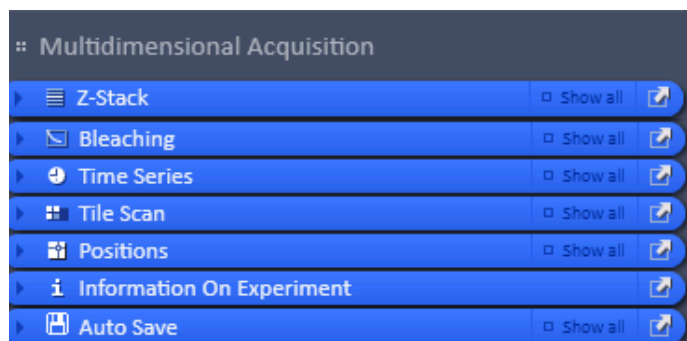 Multidimensional Acquisition
Z-Stack Show all
Bleaching Show all
Time Series Show all
Tile Scan Show all
Positions Show all
Information On Experiment
Auto Save Show all